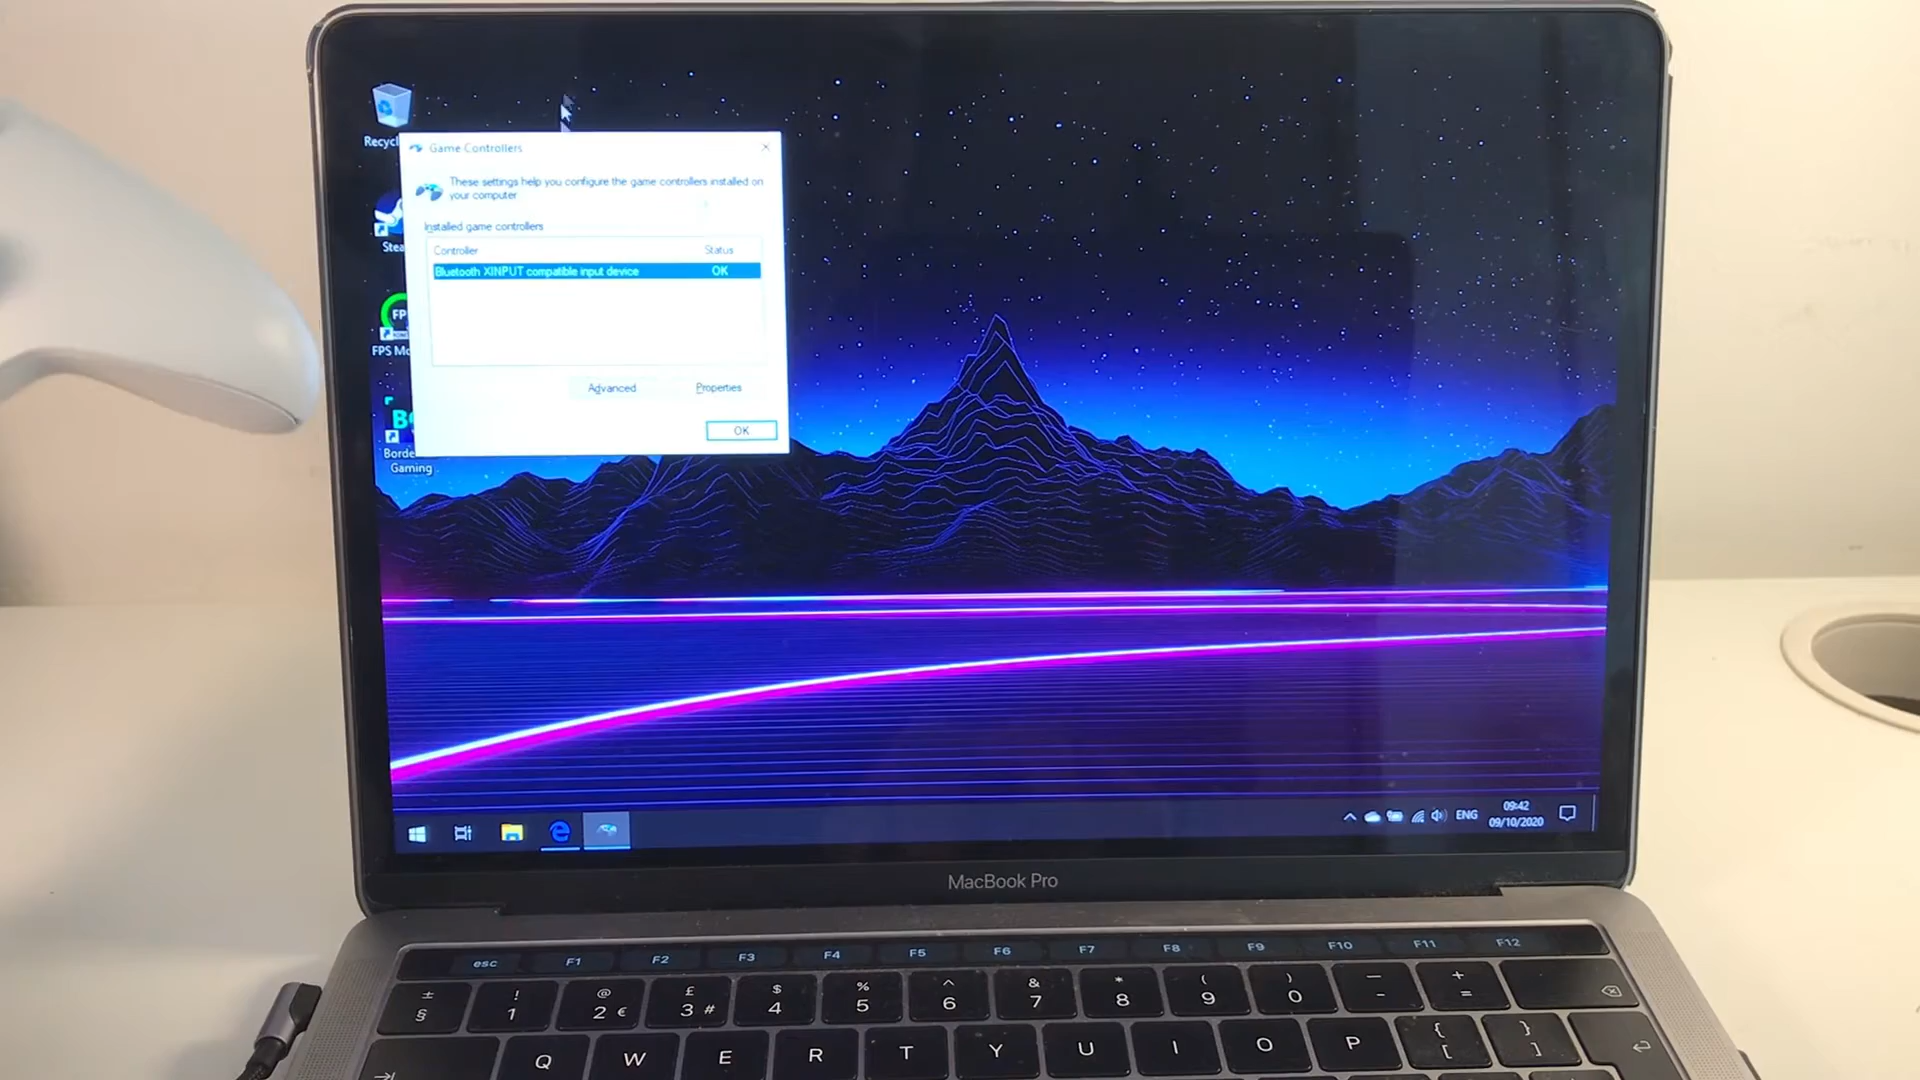 Recycl
Game Controllers
These settings help you configure the game controllers installed on
your computer
Installed game controllers
Controller Status
Bluetooth XINPUT compatible input device OK
Advanced Properties
OK
Stea
FP
FPS Mo
Borde
Gaming
ENG
09:42
09/10/2020
MacBook Pro
esc F1 F2 F3 F4 F5 F6 F7 F8 F9 F10 F11 F12
± ! @ £ $ % ^ & * ( ) — +
§ 1 2 € 3 # 4 5 6 7 8 9 0 - =
Q W E R T Y U I O P { }
[ ]